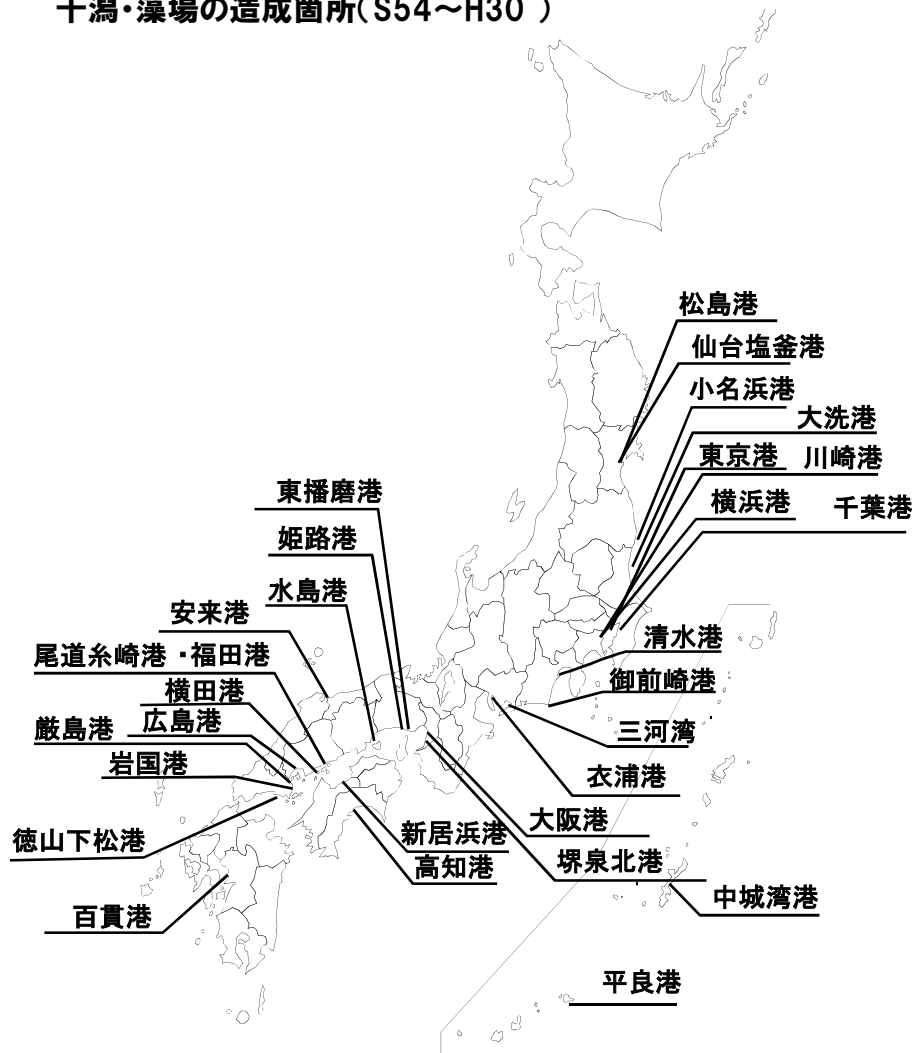 干潟・藻場の造成箇所(S54～H30 )
松島港
仙台塩釜港
小名浜港
大洗港
東京港
川崎港
横浜港
千葉港
東播磨港
姫路港
水島港
安来港
尾道糸崎港・福田港
横田港
広島港
厳島港
岩国港
徳山下松港
百貫港
清水港
御前崎港
三河湾
衣浦港
大阪港
新居浜港
堺泉北港
高知港
中城湾港
平良港